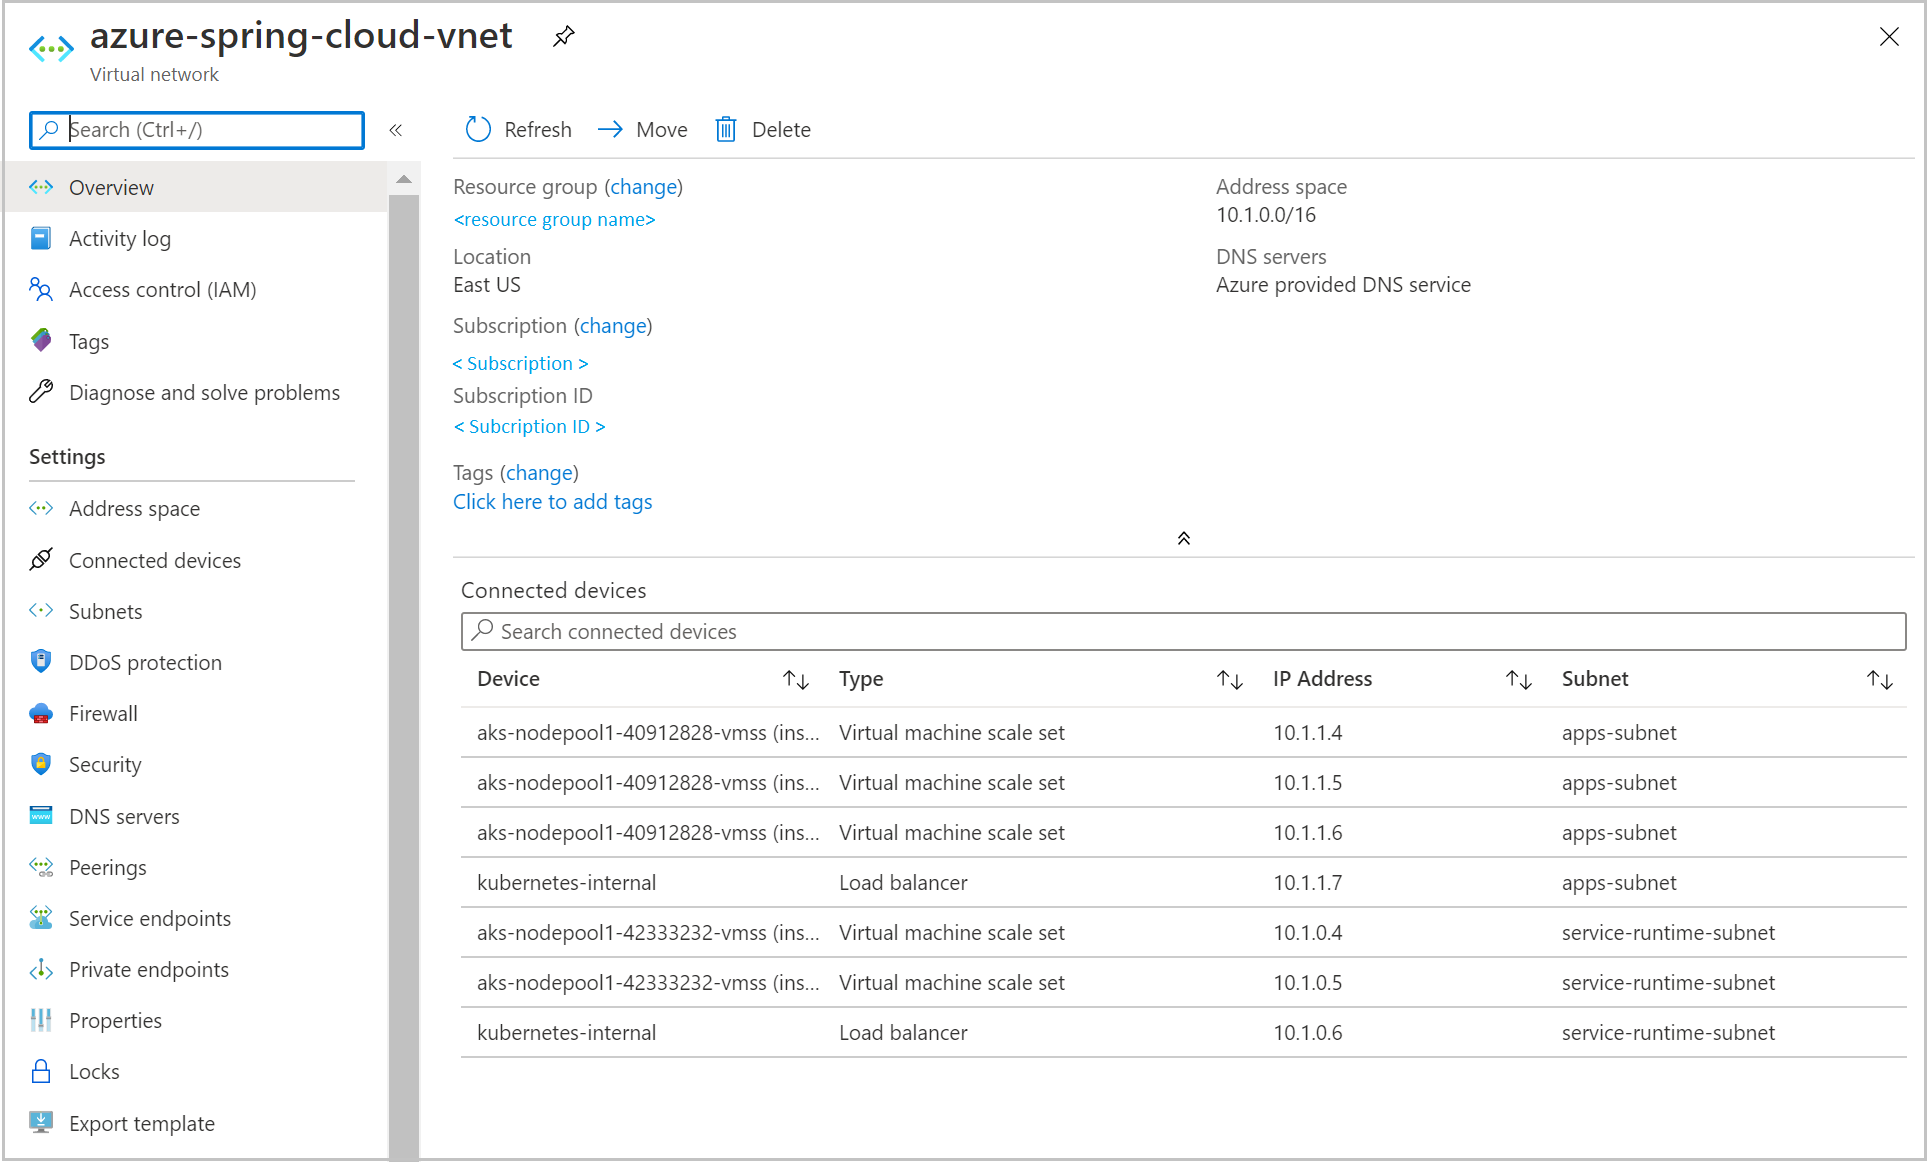 azure-spring-cloud-vnet
Virtual network
Search (Ctrl+/)
«
Refresh
Move
Delete
Overview
Activity log
Access control (IAM)
Tags
Diagnose and solve problems
Settings
Address space
Connected devices
Subnets
DDoS protection
Firewall
Security
DNS servers
Peerings
Service endpoints
Private endpoints
Properties
Locks
Export template
Resource group (change)
<resource group name>
Location
East US
Subscription (change)
< Subscription >
Subscription ID
< Subcription ID >
Tags (change)
Click here to add tags
Address space
10.1.0.0/16
DNS servers
Azure provided DNS service
Connected devices
Search connected devices
Device Type IP Address Subnet
aks-nodepool1-40912828-vmss (ins... Virtual machine scale set 10.1.1.4 apps-subnet
aks-nodepool1-40912828-vmss (ins... Virtual machine scale set 10.1.1.5 apps-subnet
aks-nodepool1-40912828-vmss (ins... Virtual machine scale set 10.1.1.6 apps-subnet
kubernetes-internal Load balancer 10.1.1.7 apps-subnet
aks-nodepool1-42333232-vmss (ins... Virtual machine scale set 10.1.0.4 service-runtime-subnet
aks-nodepool1-42333232-vmss (ins... Virtual machine scale set 10.1.0.5 service-runtime-subnet
kubernetes-internal Load balancer 10.1.0.6 service-runtime-subnet